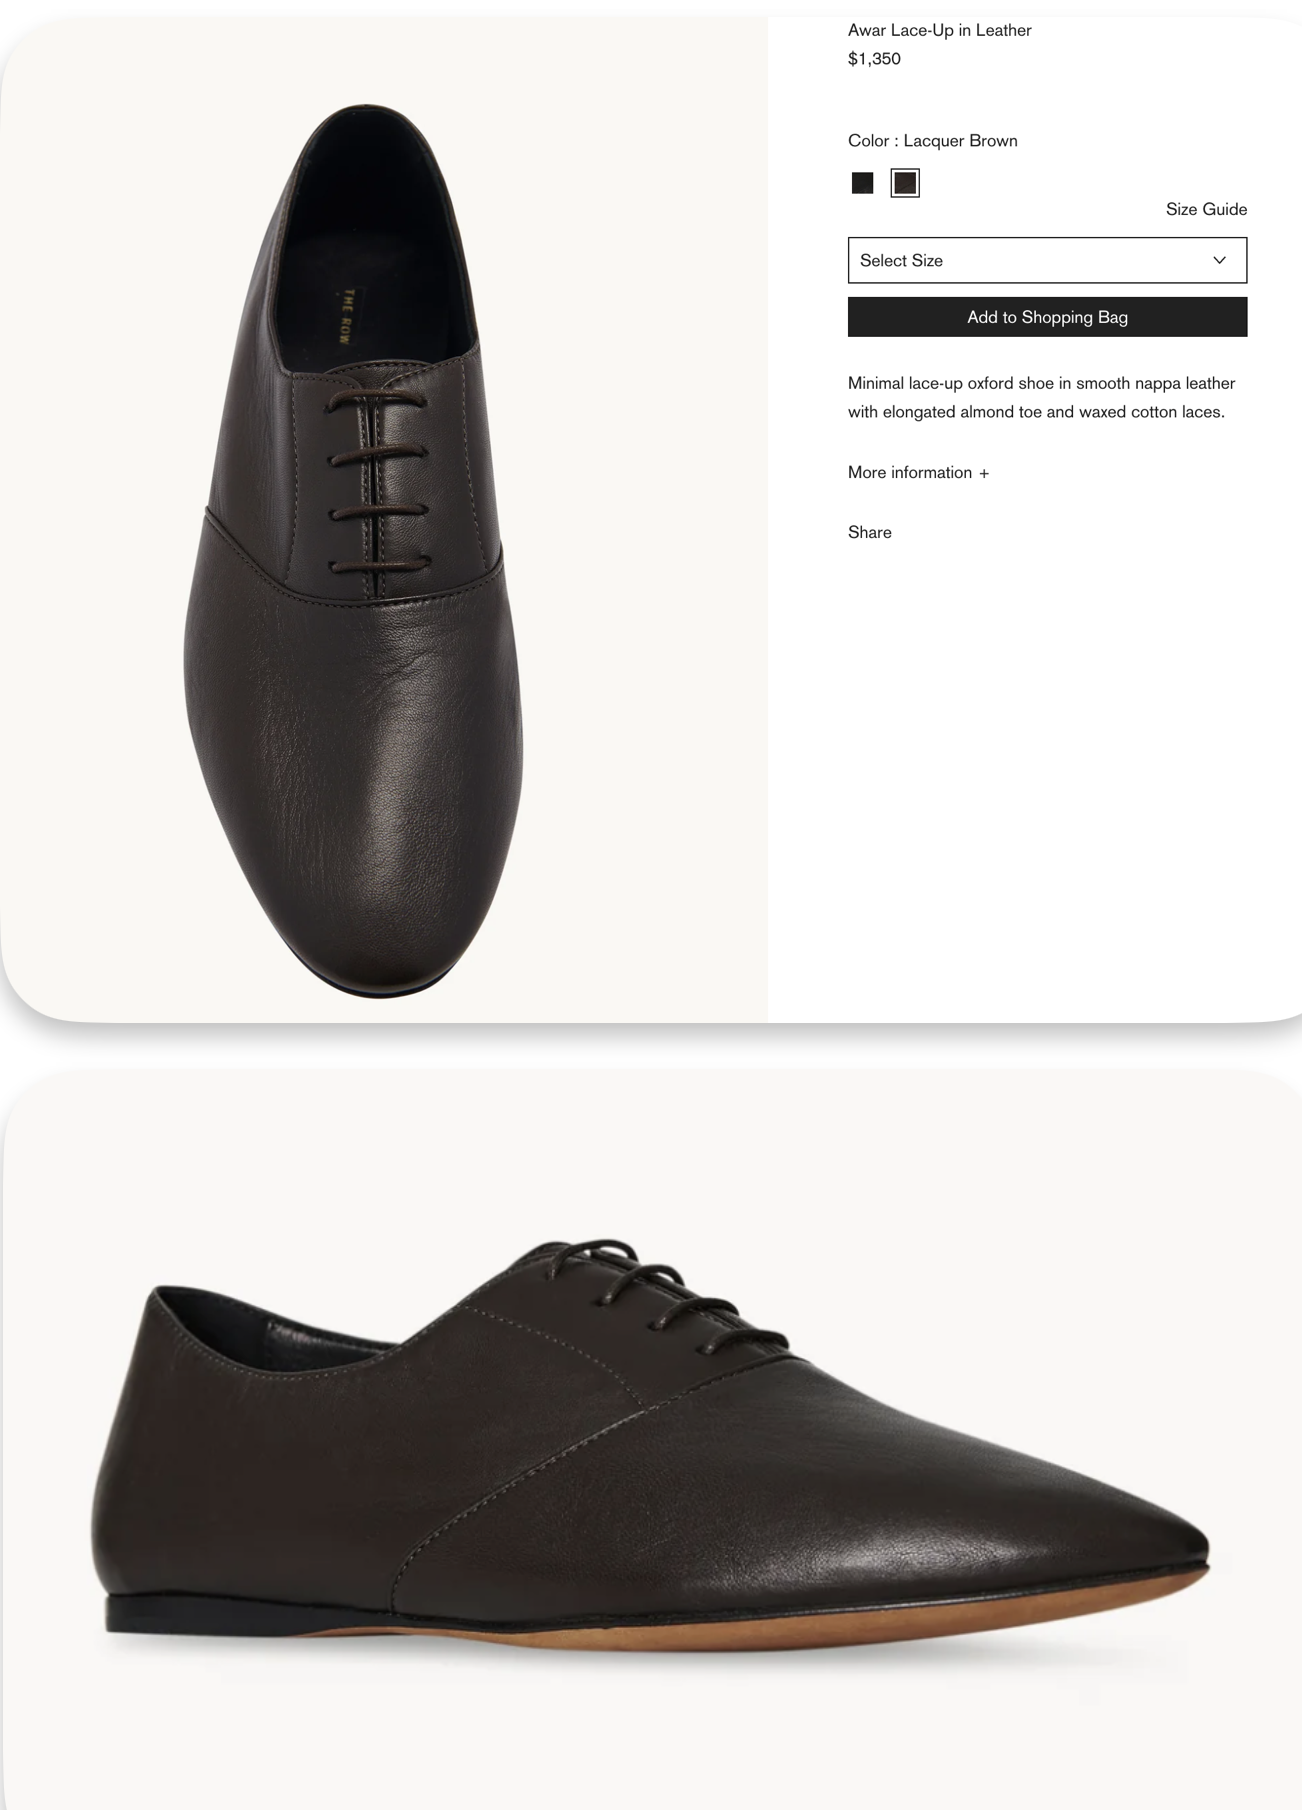 Awar Lace-Up in Leather
$1,350
Color : Lacquer Brown
Size Guide
Select Size
Add to Shopping Bag
Minimal lace-up oxford shoe in smooth nappa leather
with elongated almond toe and waxed cotton laces.
More information +
Share
THE ROW